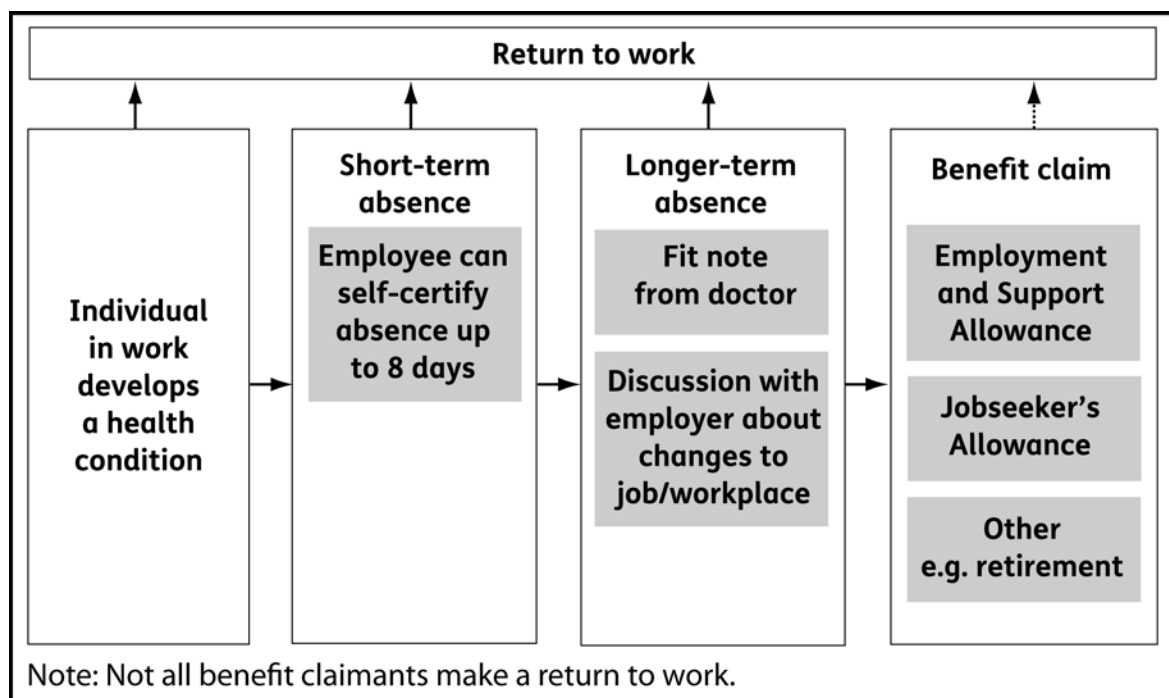 Return to work
Individual
in work
develops
a health
condition
Short-term
absence
Employee can
self-certify
absence up
to 8 days
Longer-term
absence
Fit note
from doctor
Discussion with
employer about
changes to
job/workplace
Benefit claim
Employment
and Support
Allowance
Jobseeker’s
Allowance
Other
e.g. retirement
Note: Not all benefit claimants make a return to work.